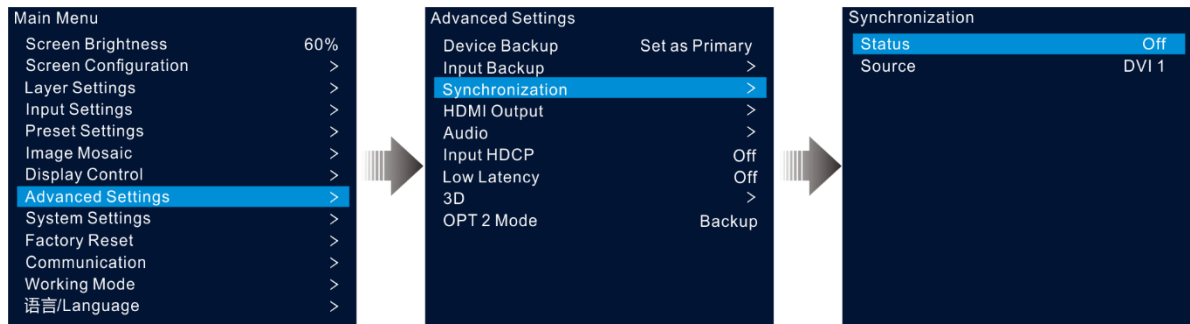 Main Menu
Screen Brightness 60%
Screen Configuration >
Layer Settings >
Input Settings >
Preset Settings >
Image Mosaic >
Display Control >
Advanced Settings >
System Settings >
Factory Reset >
Communication >
Working Mode >
语言/Language >
Advanced Settings
Device Backup Set as Primary
Input Backup >
Synchronization >
HDMI Output >
Audio >
Input HDCP Off
Low Latency Off
3D >
OPT 2 Mode Backup
Synchronization
Status Off
Source DVI 1